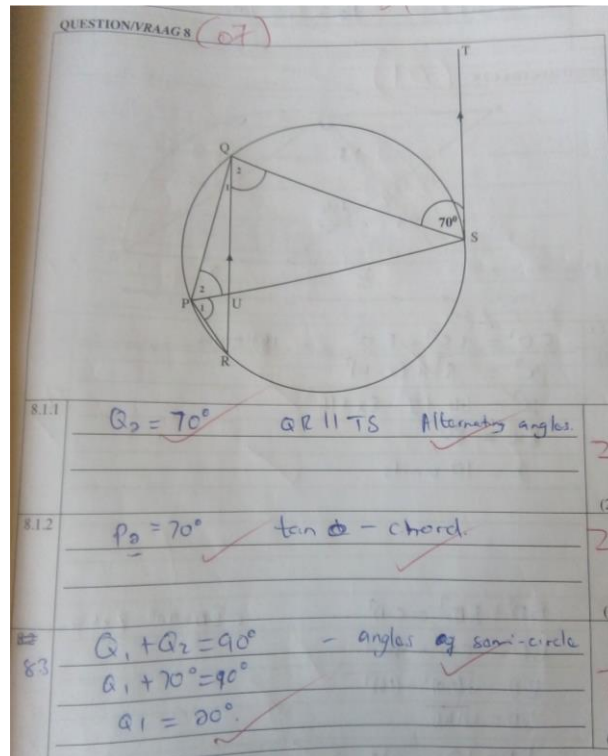 QUESTION/VRAAG 8 (07)
T
Q
2
1
70°
S
2
P
1
U
R
8.1.1
Q2 = 70° QR || TS Alternating angles.
2
8.1.2
P2 = 70° tan - chord.
2
83
Q1 + Q2 = 90° - angles of semi-circle
Q1 + 70° = 90°
Q1 = 20°.